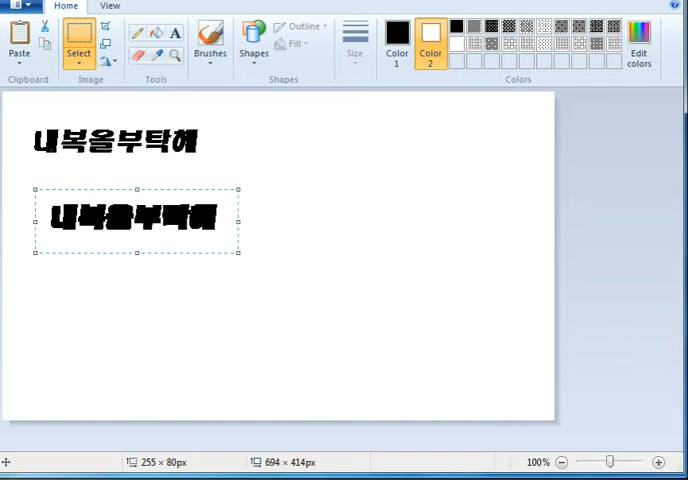 Home
View
Paste
Select
Brushes
Shapes
Outline
Fill
Size
Color 1
Color 2
Edit colors
Clipboard
Image
Tools
Shapes
Colors
내복을부탁해
내복을부탁해
255 × 80px
694 × 414px
100%